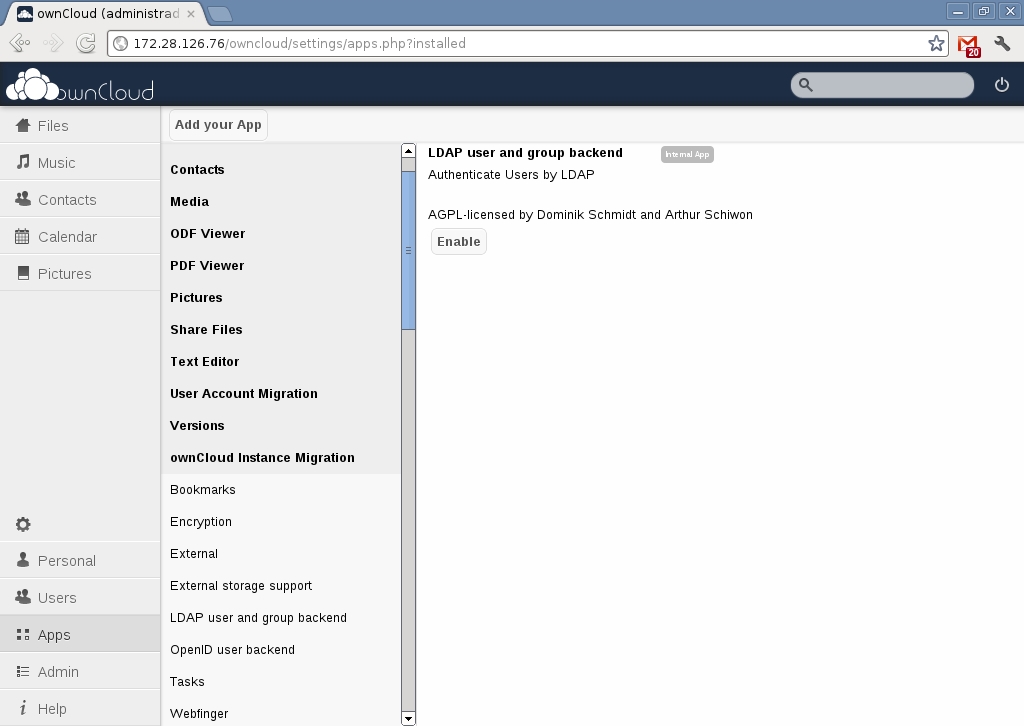 ownCloud (administrad
172.28.126.76/owncloud/settings/apps.php?installed
20
ownCloud
Files
Music
Contacts
Calendar
Pictures
Personal
Users
Apps
Admin
Help
Add your App
Contacts
Media
ODF Viewer
PDF Viewer
Pictures
Share Files
Text Editor
User Account Migration
Versions
ownCloud Instance Migration
Bookmarks
Encryption
External
External storage support
LDAP user and group backend
OpenID user backend
Tasks
Webfinger
LDAP user and group backend
Internal App
Authenticate Users by LDAP
AGPL-licensed by Dominik Schmidt and Arthur Schiwon
Enable